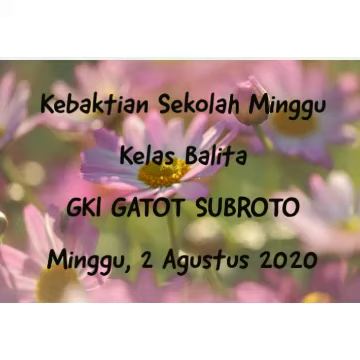 Kebaktian Sekolah Minggu
Kelas Balita
GKI GATOT SUBROTO
Minggu, 2 Agustus 2020